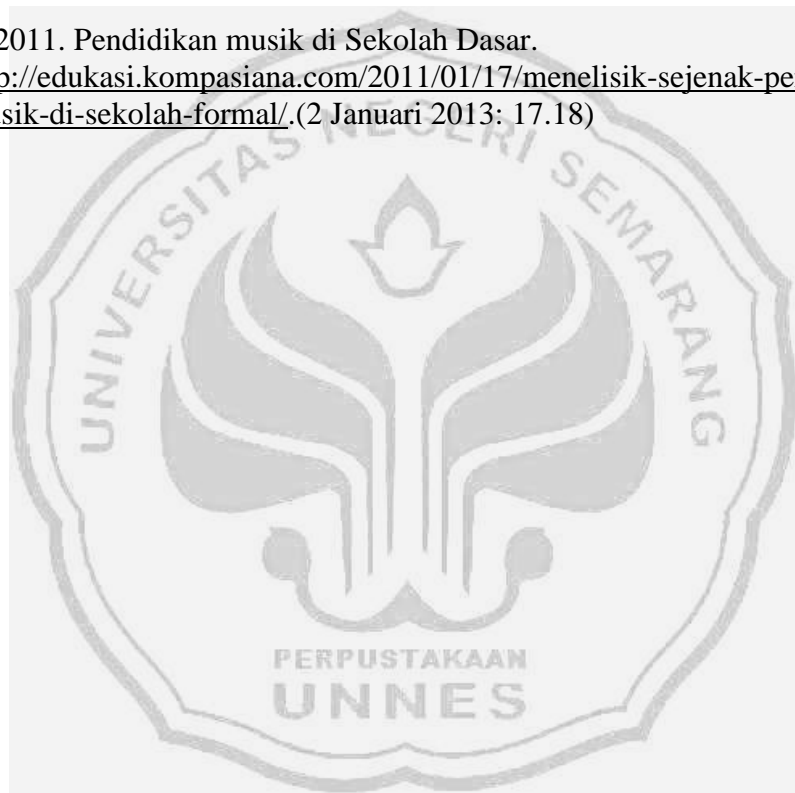 2011. Pendidikan musik di Sekolah Dasar.
p://edukasi.kompasiana.com/2011/01/17/menelisik-sejenak-pe
sik-di-sekolah-formal/.(2 Januari 2013: 17.18)
UNIVERSITAS NEGERI SEMARANG
PERPUSTAKAAN
UNNES